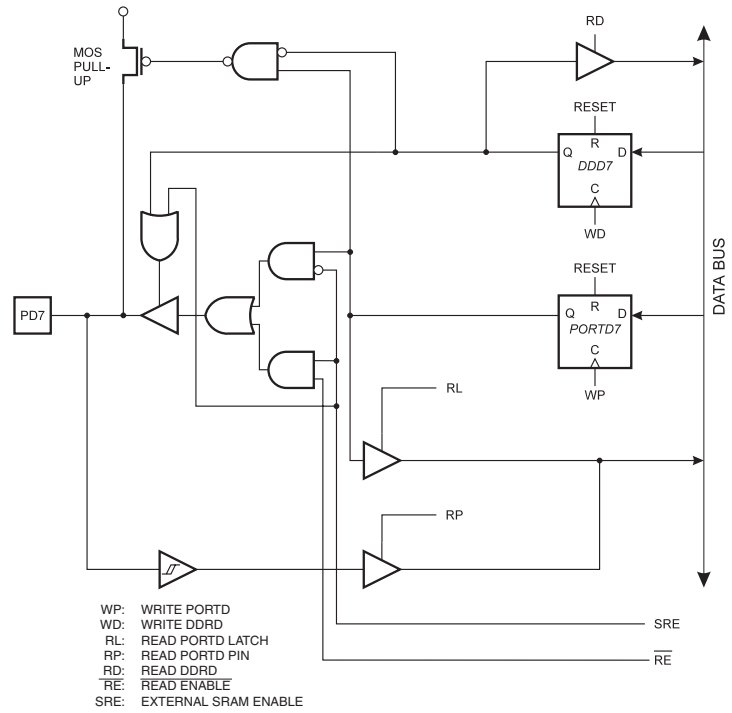 RD
MOS
PULL-
UP
RESET
R
Q
D
DDD7
C
WD
DATA BUS
RESET
PD7
R
Q
D
PORTD7
C
WP
RL
RP
WP: WRITE PORTD
WD: WRITE DDRD
RL: READ PORTD LATCH
RP: READ PORTD PIN
RD: READ DDRD
RE: READ ENABLE
SRE: EXTERNAL SRAM ENABLE
SRE
RE